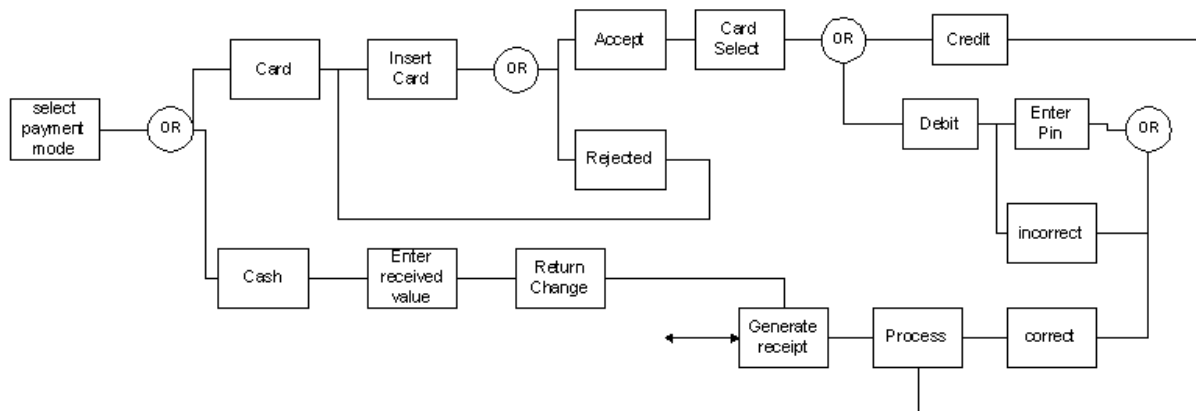 select
payment
mode
OR
Card
Insert
Card
OR
Accept
Card
Select
OR
Credit
Debit
Enter
Pin
OR
Rejected
incorrect
Cash
Enter
received
value
Return
Change
Generate
receipt
Process
correct